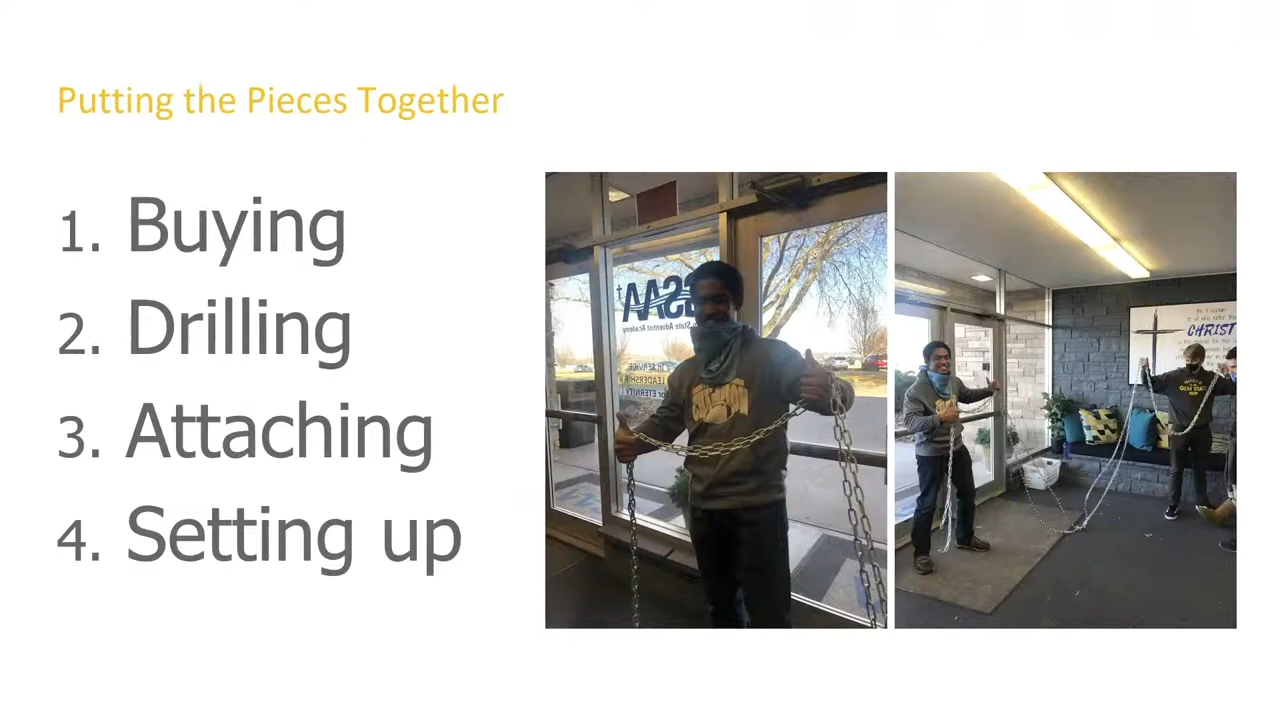 Putting the Pieces Together
1. Buying
2. Drilling
3. Attaching
4. Setting up
GSAA
State Adventist Academy
SERVICE
LEADERSHIP
for ETERNITY
CHRIST
GEM STATE